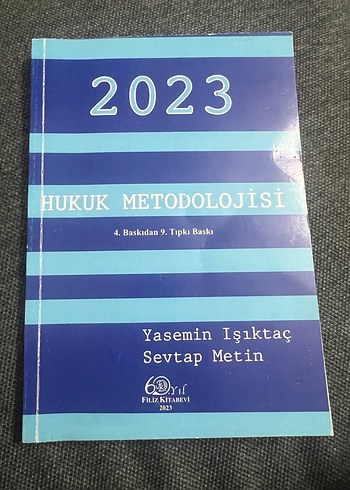 2023
HUKUK METODOLOJİSİ
4. Baskıdan 9. Tıpkı Baskı
Yasemin Işıktaç
Sevtap Metin
60 Yıl
FİLİZ KİTABEVİ
2023